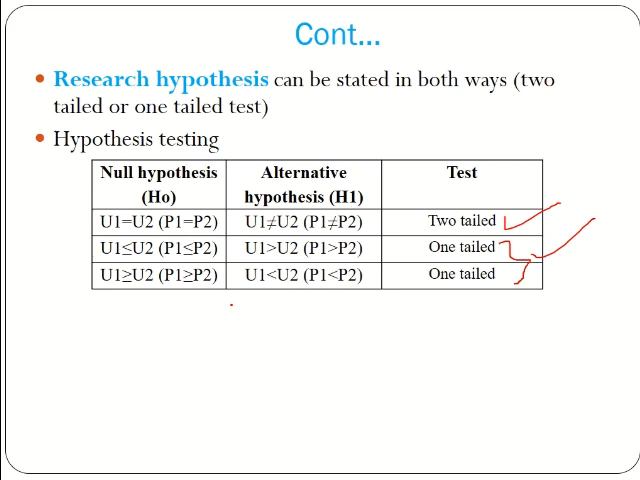 Cont...
• Research hypothesis can be stated in both ways (two
tailed or one tailed test)
• Hypothesis testing
Null hypothesis (Ho) Alternative hypothesis (H1) Test
U1=U2 (P1=P2) U1≠U2 (P1≠P2) Two tailed
U1≤U2 (P1≤P2) U1>U2 (P1>P2) One tailed
U1≥U2 (P1≥P2) U1<U2 (P1<P2) One tailed